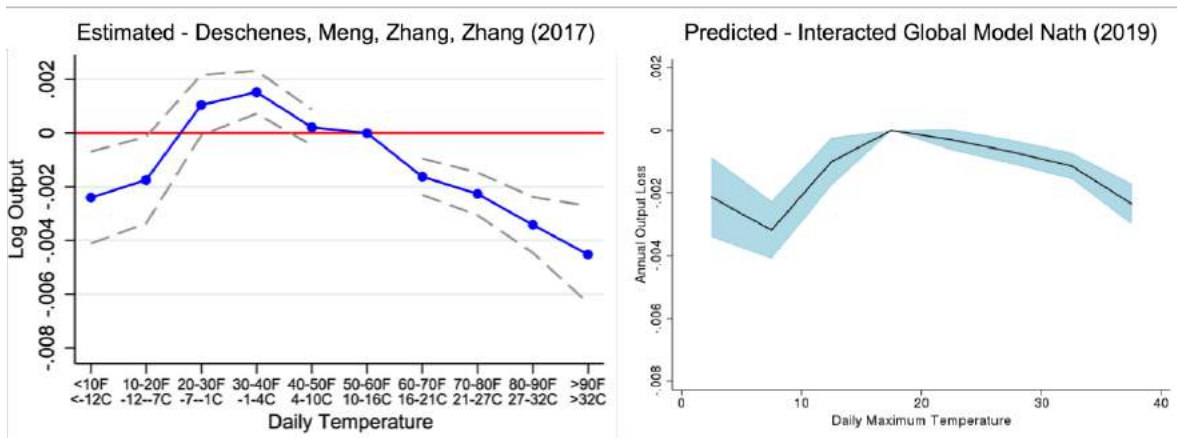 Estimated - Deschenes, Meng, Zhang, Zhang (2017)
Log Output
.002
0
-.002
-.004
-.006
-.008
<10F 10-20F 20-30F 30-40F 40-50F 50-60F 60-70F 70-80F 80-90F >90F
<-12C -12--7C -7--1C -1-4C 4-10C 10-16C 16-21C 21-27C 27-32C >32C
Daily Temperature
Predicted - Interacted Global Model Nath (2019)
Annual Output Loss
.002
0
-.002
-.004
-.006
-.008
0 10 20 30 40
Daily Maximum Temperature